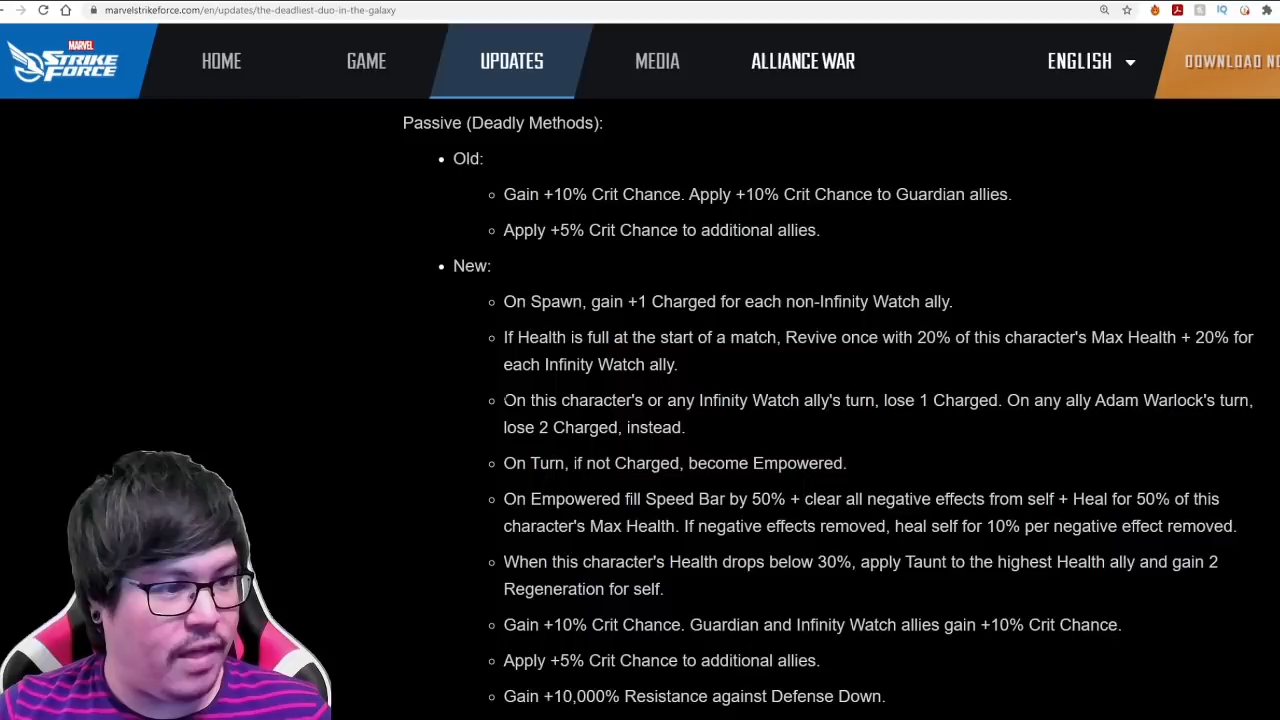 marvelstrikeforce.com/en/updates/the-deadliest-duo-in-the-galaxy
MARVEL
STRIKE
FORCE
HOME
GAME
UPDATES
MEDIA
ALLIANCE WAR
ENGLISH
DOWNLOAD
Passive (Deadly Methods):
Old:
Gain +10% Crit Chance. Apply +10% Crit Chance to Guardian allies.
Apply +5% Crit Chance to additional allies.
New:
On Spawn, gain +1 Charged for each non-Infinity Watch ally.
If Health is full at the start of a match, Revive once with 20% of this character's Max Health + 20% for
each Infinity Watch ally.
On this character's or any Infinity Watch ally's turn, lose 1 Charged. On any ally Adam Warlock's turn,
lose 2 Charged, instead.
On Turn, if not Charged, become Empowered.
On Empowered fill Speed Bar by 50% + clear all negative effects from self + Heal for 50% of this
character's Max Health. If negative effects removed, heal self for 10% per negative effect removed.
When this character's Health drops below 30%, apply Taunt to the highest Health ally and gain 2
Regeneration for self.
Gain +10% Crit Chance. Guardian and Infinity Watch allies gain +10% Crit Chance.
Apply +5% Crit Chance to additional allies.
Gain +10,000% Resistance against Defense Down.